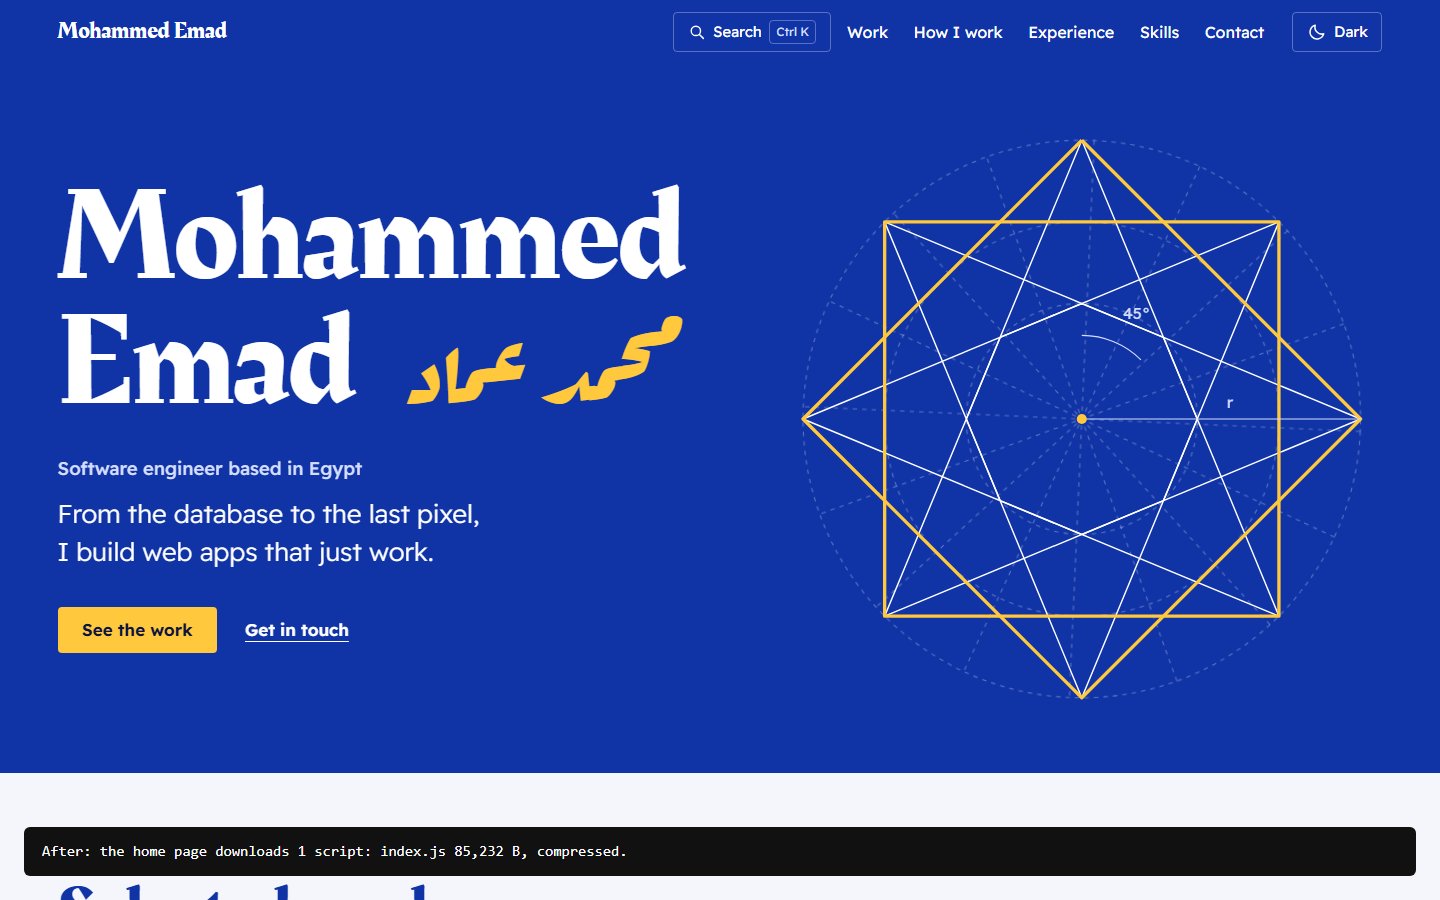 Mohammed Emad
Search Ctrl K Work How I work Experience Skills Contact Dark
Mohammed
Emad محمد عماد
Software engineer based in Egypt
From the database to the last pixel,
I build web apps that just work.
See the work Get in touch
45°
r
After: the home page downloads 1 script: index.js 85,232 B, compressed.